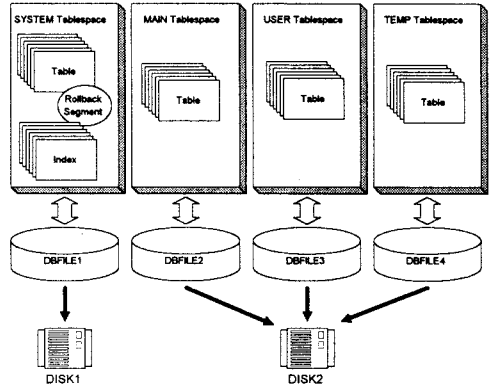 SYSTEM Tablespace
MAIN Tablespace
USER Tablespace
TEMP Tablespace
Table
Table
Table
Table
Rollback
Segment
Index
DBFILE1
DBFILE2
DBFILE3
DBFILE4
DISK1
DISK2